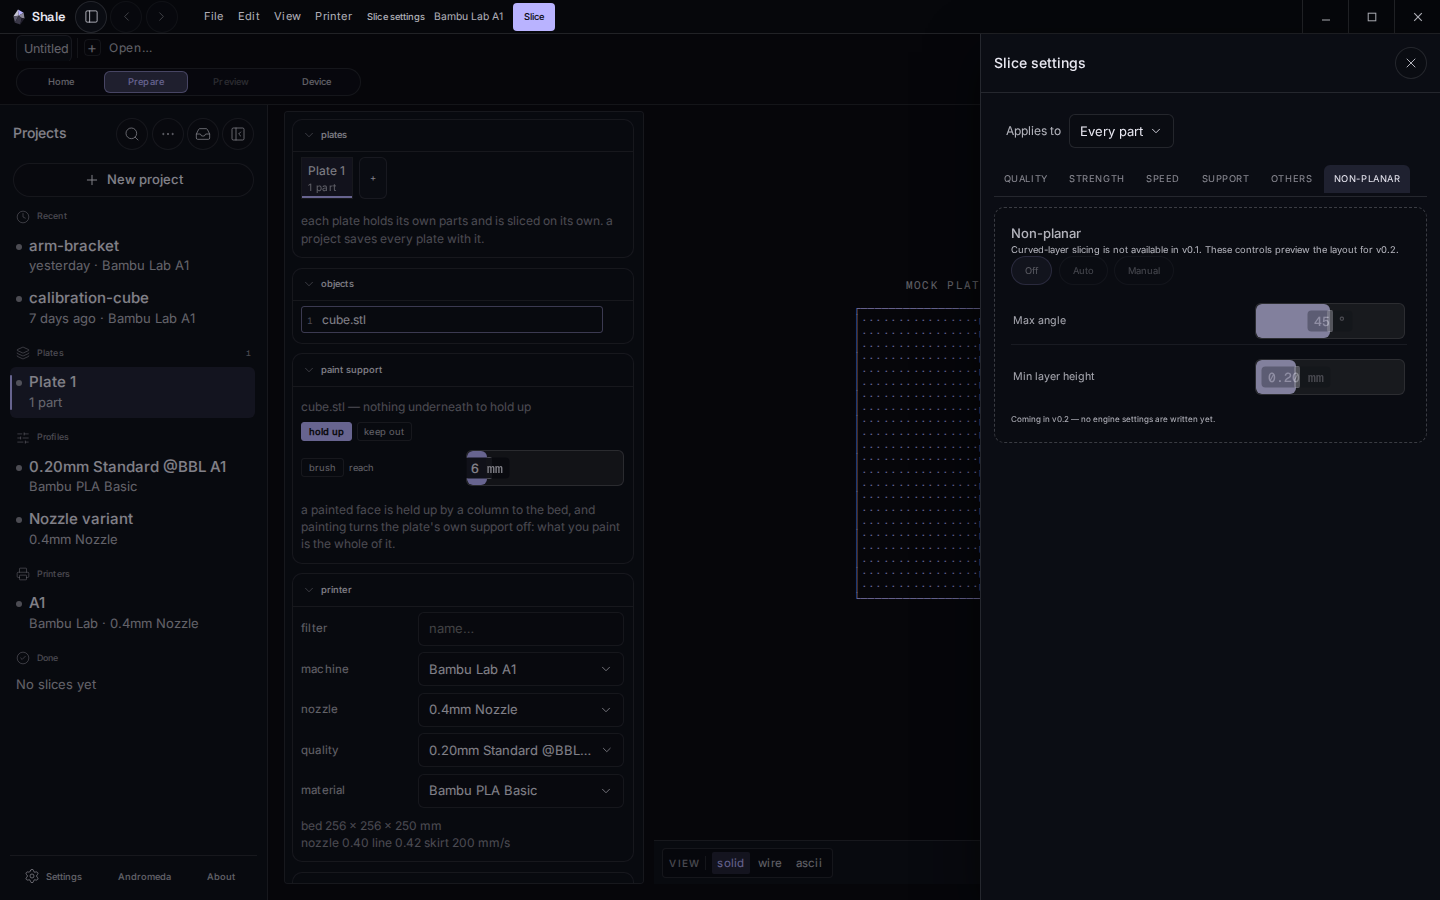 Shale
File Edit View Printer Slice settings Bambu Lab A1 Slice
Untitled + Open...
Home Prepare Preview Device
Projects
New project
Recent
arm-bracket
yesterday · Bambu Lab A1
calibration-cube
7 days ago · Bambu Lab A1
Plates 1
Plate 1
1 part
Profiles
0.20mm Standard @BBL A1
Bambu PLA Basic
Nozzle variant
0.4mm Nozzle
Printers
A1
Bambu Lab · 0.4mm Nozzle
Done
No slices yet
Settings Andromeda About
plates
Plate 1
1 part
+
each plate holds its own parts and is sliced on its own. a
project saves every plate with it.
objects
1 cube.stl
paint support
cube.stl — nothing underneath to hold up
hold up keep out
brush reach 6 mm
a painted face is held up by a column to the bed, and
painting turns the plate's own support off: what you paint
is the whole of it.
printer
filter name...
machine Bambu Lab A1
nozzle 0.4mm Nozzle
quality 0.20mm Standard @BBL...
material Bambu PLA Basic
bed 256 × 256 × 250 mm
nozzle 0.40 line 0.42 skirt 200 mm/s
MOCK PLAT
VIEW solid wire ascii
Slice settings
Applies to Every part
QUALITY STRENGTH SPEED SUPPORT OTHERS NON-PLANAR
Non-planar
Curved-layer slicing is not available in v0.1. These controls preview the layout for v0.2.
Off Auto Manual
Max angle 45 °
Min layer height 0.20 mm
Coming in v0.2 — no engine settings are written yet.